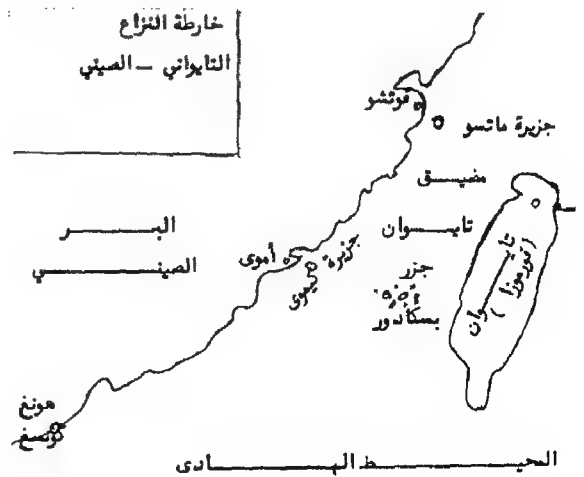 خارطة النزاع
التايواني - الصيني
فوتشو
جزيرة ماتسو
مضيق
تايوان
البر
الصيني
أموى
جزيرة
كيموى
جزر
بسكادور
تايوان
( فورموزا )
هونغ
كونغ
المحيط الهادى